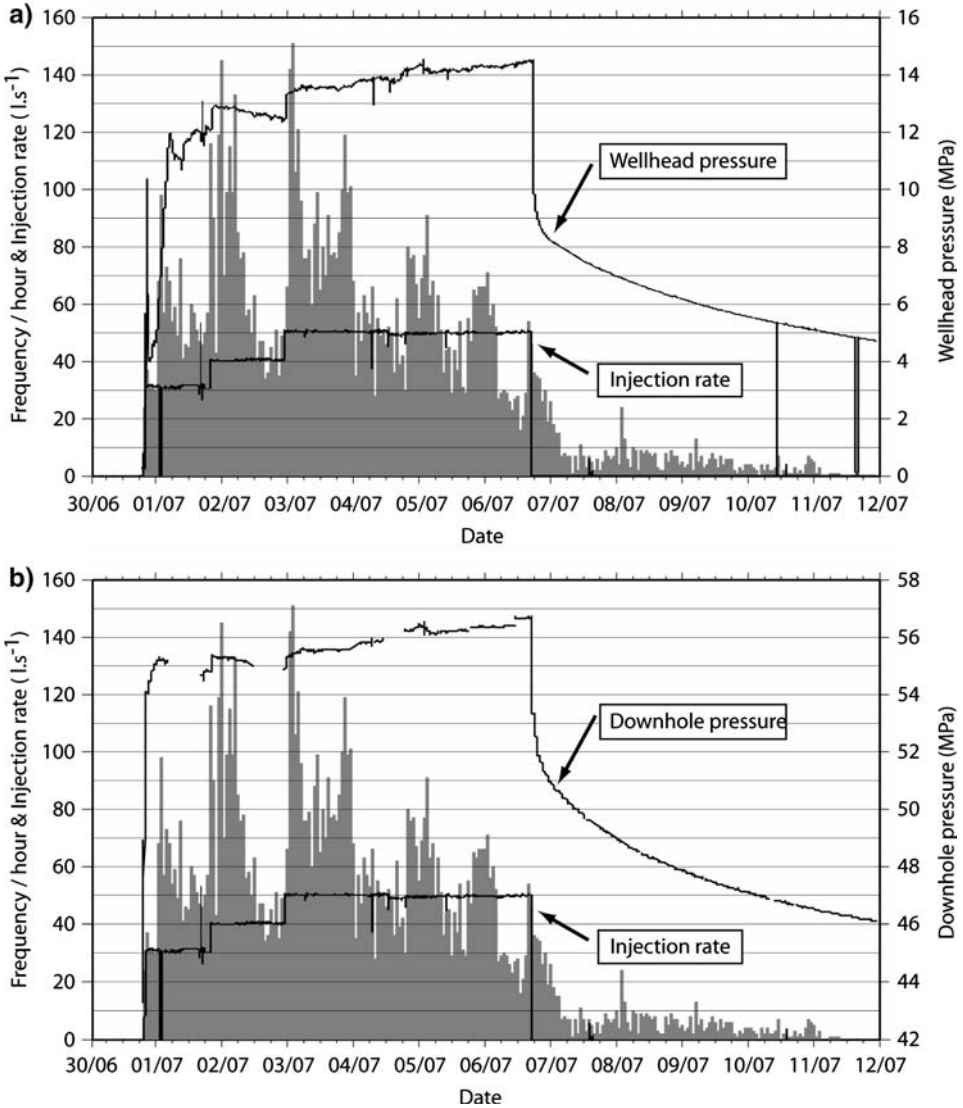 a)
160
140
120
100
80
60
40
20
0
Frequency / hour & Injection rate ( l.s⁻¹)
16
14
12
10
8
6
4
2
0
Wellhead pressure (MPa)
Wellhead pressure
Injection rate
30/06 01/07 02/07 03/07 04/07 05/07 06/07 07/07 08/07 09/07 10/07 11/07 12/07
Date
b)
160
140
120
100
80
60
40
20
0
Frequency / hour & Injection rate ( l.s⁻¹)
58
56
54
52
50
48
46
45
42
Downhole pressure (MPa)
Downhole pressure
Injection rate
30/06 01/07 02/07 03/07 04/07 05/07 06/07 07/07 08/07 09/07 10/07 11/07 12/07
Date